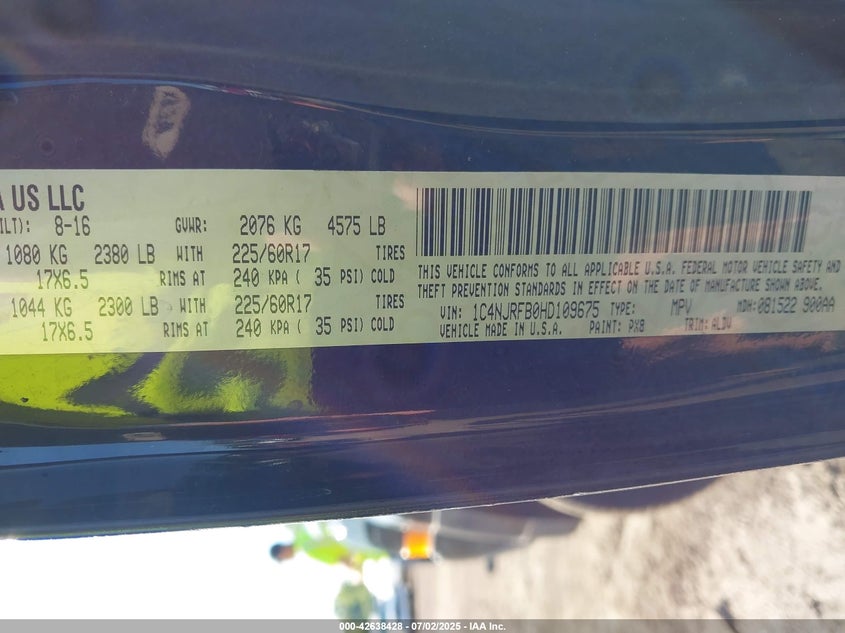 A US LLC
ILT): 8-16 GVWR: 2076 KG 4575 LB
1080 KG 2380 LB WITH 225/60R17 TIRES
17X6.5 RIMS AT 240 KPA ( 35 PSI) COLD
1044 KG 2300 LB WITH 225/60R17 TIRES
17X6.5 RIMS AT 240 KPA ( 35 PSI) COLD
THIS VEHICLE CONFORMS TO ALL APPLICABLE U.S.A. FEDERAL MOTOR VEHICLE SAFETY AND
THEFT PREVENTION STANDARDS IN EFFECT ON THE DATE OF MANUFACTURE SHOWN ABOVE.
VIN: 1C4NJRFB0HD109675 TYPE: MPV MDH: 081522 900AA
VEHICLE MADE IN U.S.A. PAINT: PX8 TRIM: ALDV
000-42638428 - 07/02/2025 - IAA Inc.